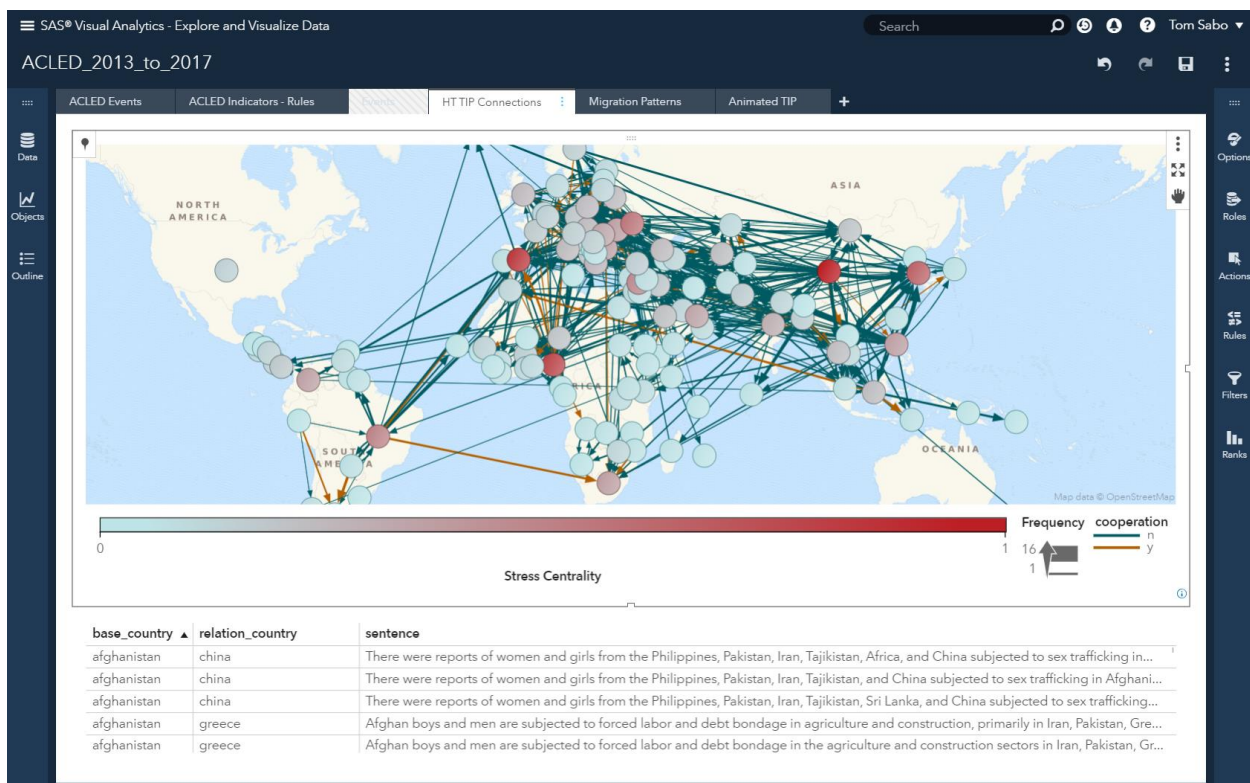 SAS® Visual Analytics - Explore and Visualize Data
Search
Tom Sabo
ACLED_2013_to_2017
ACLED Events
ACLED Indicators - Rules
Events
HT TIP Connections
Migration Patterns
Animated TIP
Data
Objects
Outline
Options
Roles
Actions
Rules
Filters
Ranks
NORTH
AMERICA
ASIA
OCEANIA
Map data © OpenStreetMap
0
1
Stress Centrality
Frequency
16
1
cooperation
n
y
base_country
relation_country
sentence
afghanistan china There were reports of women and girls from the Philippines, Pakistan, Iran, Tajikistan, Africa, and China subjected to sex trafficking in...
afghanistan china There were reports of women and girls from the Philippines, Pakistan, Iran, Tajikistan, and China subjected to sex trafficking in Afghani...
afghanistan china There were reports of women and girls from the Philippines, Pakistan, Iran, Tajikistan, Sri Lanka, and China subjected to sex trafficking...
afghanistan greece Afghan boys and men are subjected to forced labor and debt bondage in agriculture and construction, primarily in Iran, Pakistan, Gre...
afghanistan greece Afghan boys and men are subjected to forced labor and debt bondage in the agriculture and construction sectors in Iran, Pakistan, Gr...